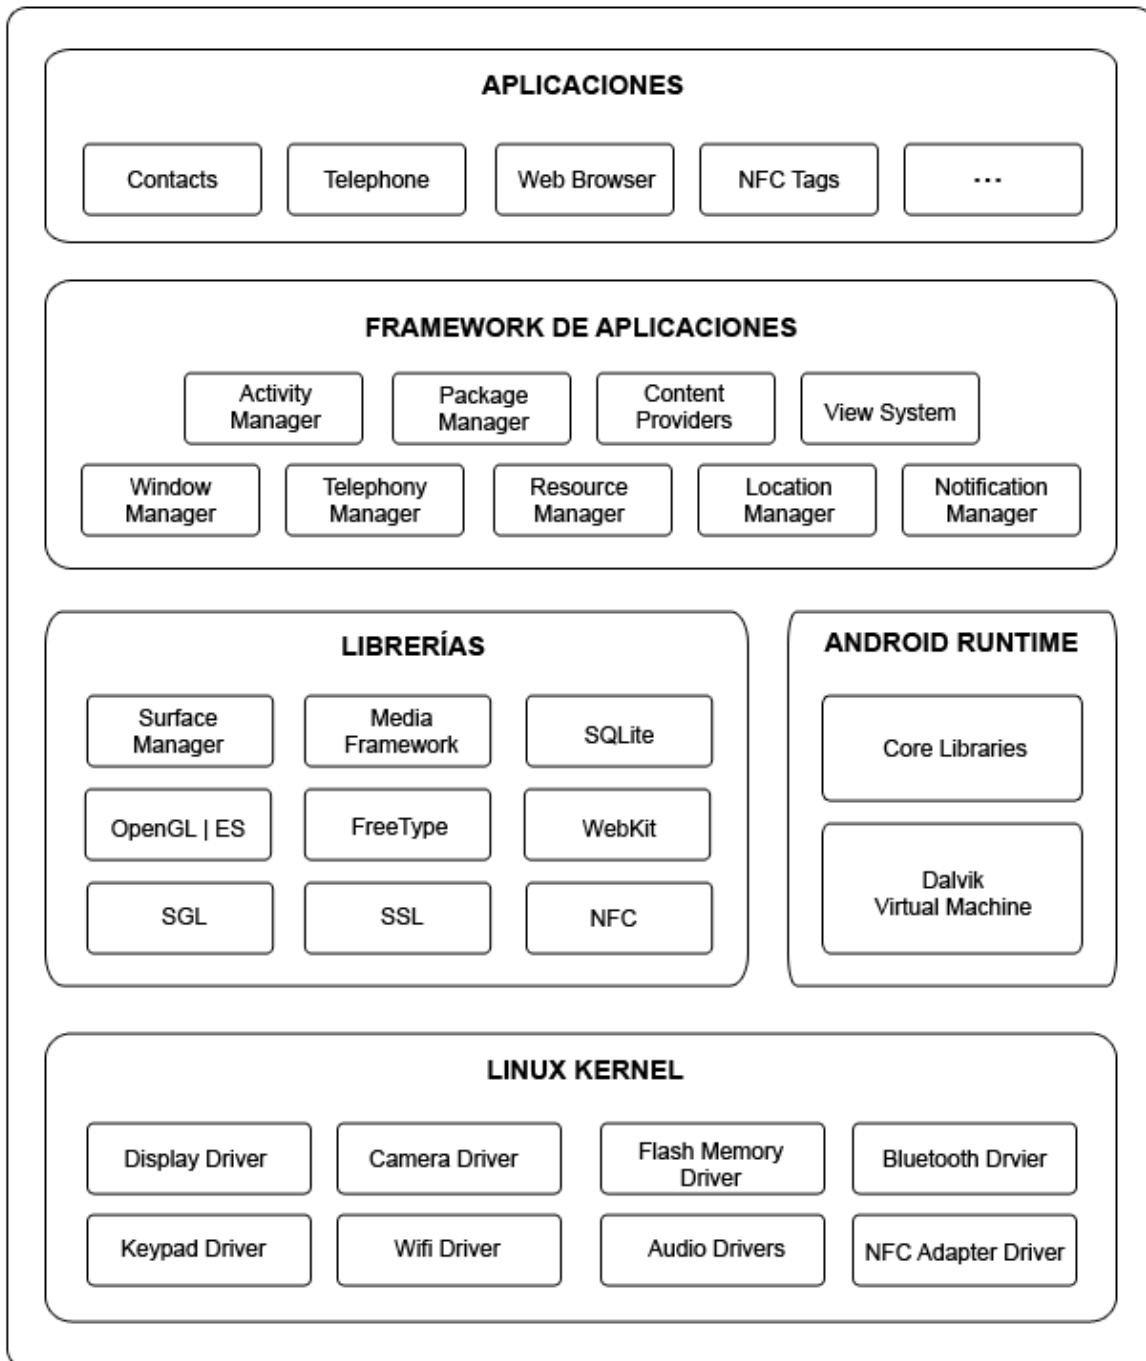 APLICACIONES
Contacts
Telephone
Web Browser
NFC Tags
...
FRAMEWORK DE APLICACIONES
Activity
Manager
Package
Manager
Content
Providers
View System
Window
Manager
Telephony
Manager
Resource
Manager
Location
Manager
Notification
Manager
LIBRERÍAS
Surface
Manager
Media
Framework
SQLite
OpenGL | ES
FreeType
WebKit
SGL
SSL
NFC
ANDROID RUNTIME
Core Libraries
Dalvik
Virtual Machine
LINUX KERNEL
Display Driver
Camera Driver
Flash Memory
Driver
Bluetooth Drvier
Keypad Driver
Wifi Driver
Audio Drivers
NFC Adapter Driver